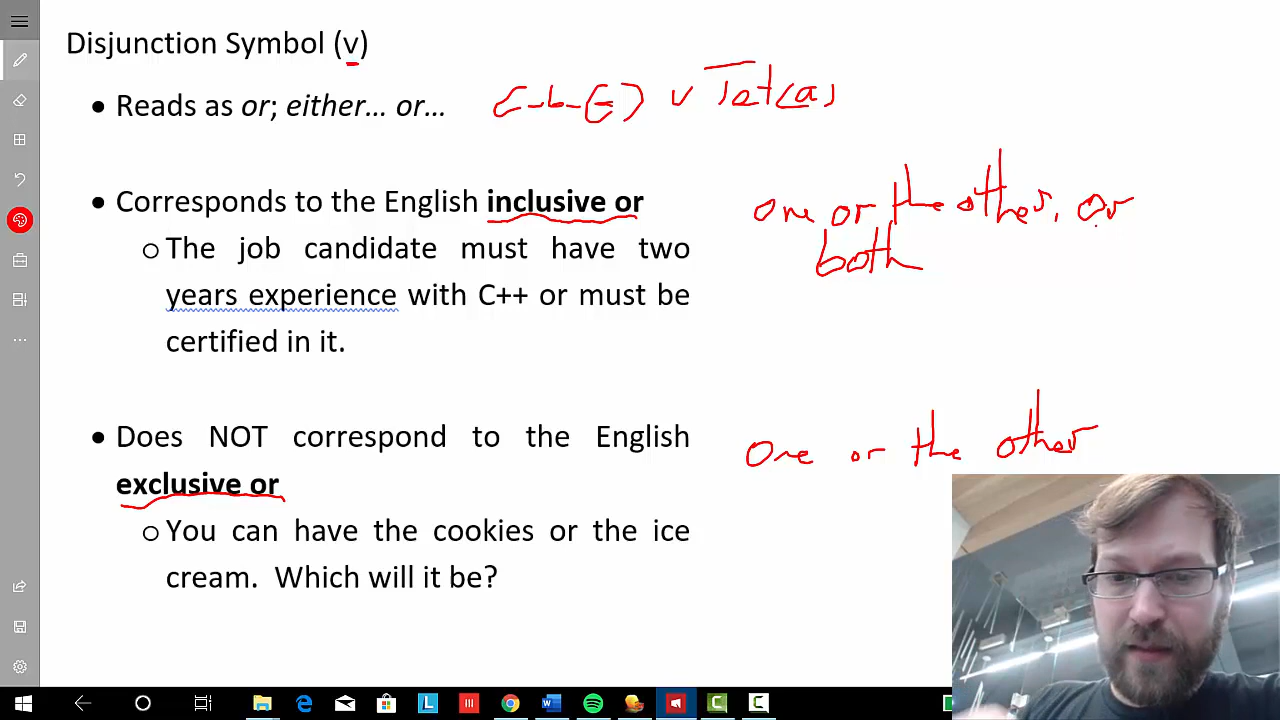 Disjunction Symbol (v)
• Reads as or; either... or...
v Tet(a)
• Corresponds to the English inclusive or
one or the other, or
both
o The job candidate must have two
years experience with C++ or must be
certified in it.
• Does NOT correspond to the English
one or the other
exclusive or
o You can have the cookies or the ice
cream. Which will it be?